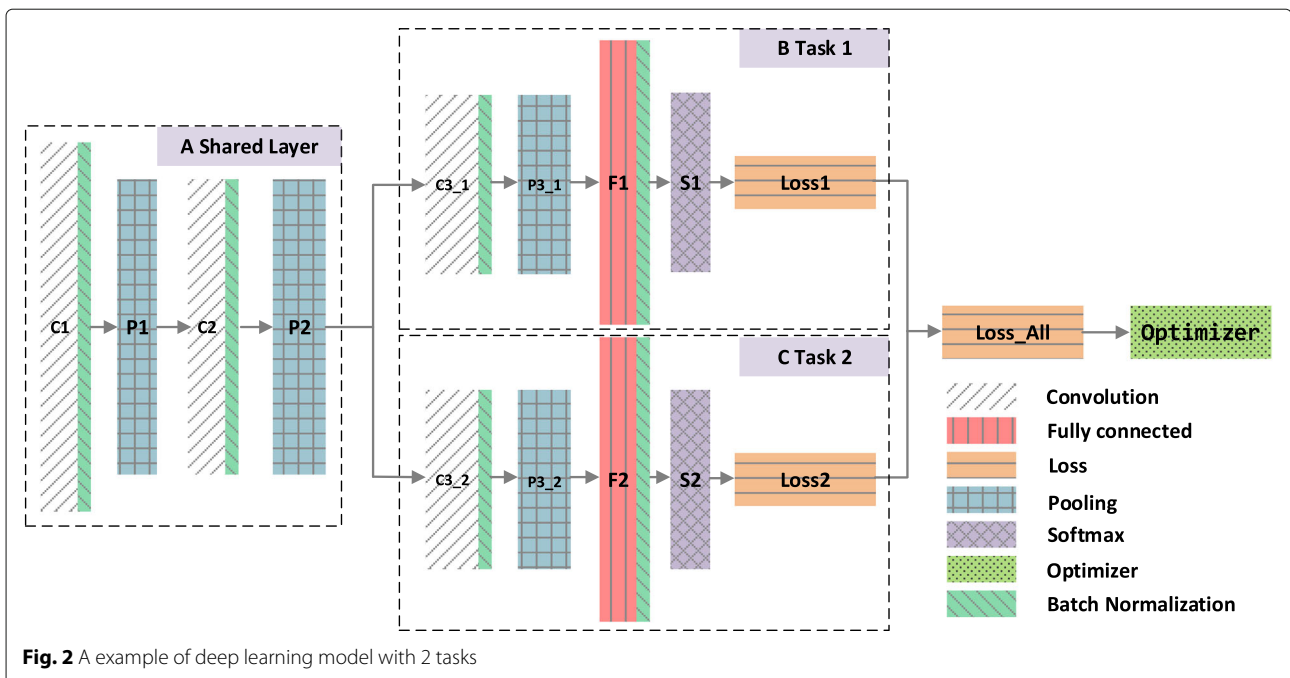 B Task 1
A Shared Layer
C1
P1
C2
P2
C3_1
P3_1
F1
S1
Loss1
C Task 2
C3_2
P3_2
F2
S2
Loss2
Loss_All
Optimizer
Convolution
Fully connected
Loss
Pooling
Softmax
Optimizer
Batch Normalization
Fig. 2 A example of deep learning model with 2 tasks